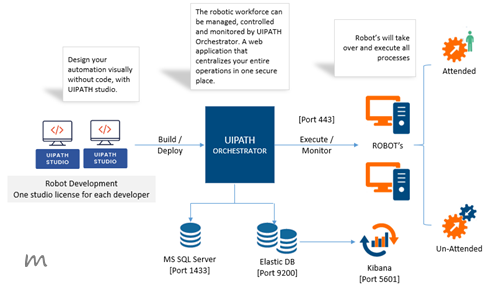 Design your
automation visually
without code, with
UIPATH studio.
The robotic workforce can
be managed, controlled
and monitored by UIPATH
Orchestrator. A web
application that
centralizes your entire
operations in one secure
place.
Robot's will take
over and execute all
processes
Attended
UIPATH
STUDIO
UIPATH
STUDIO
Build /
Deploy
UIPATH
ORCHESTRATOR
[Port 443]
Execute /
Monitor
ROBOT's
Robot Development
One studio license for each developer
Un-Attended
MS SQL Server
[Port 1433]
Elastic DB
[Port 9200]
Kibana
[Port 5601]
m